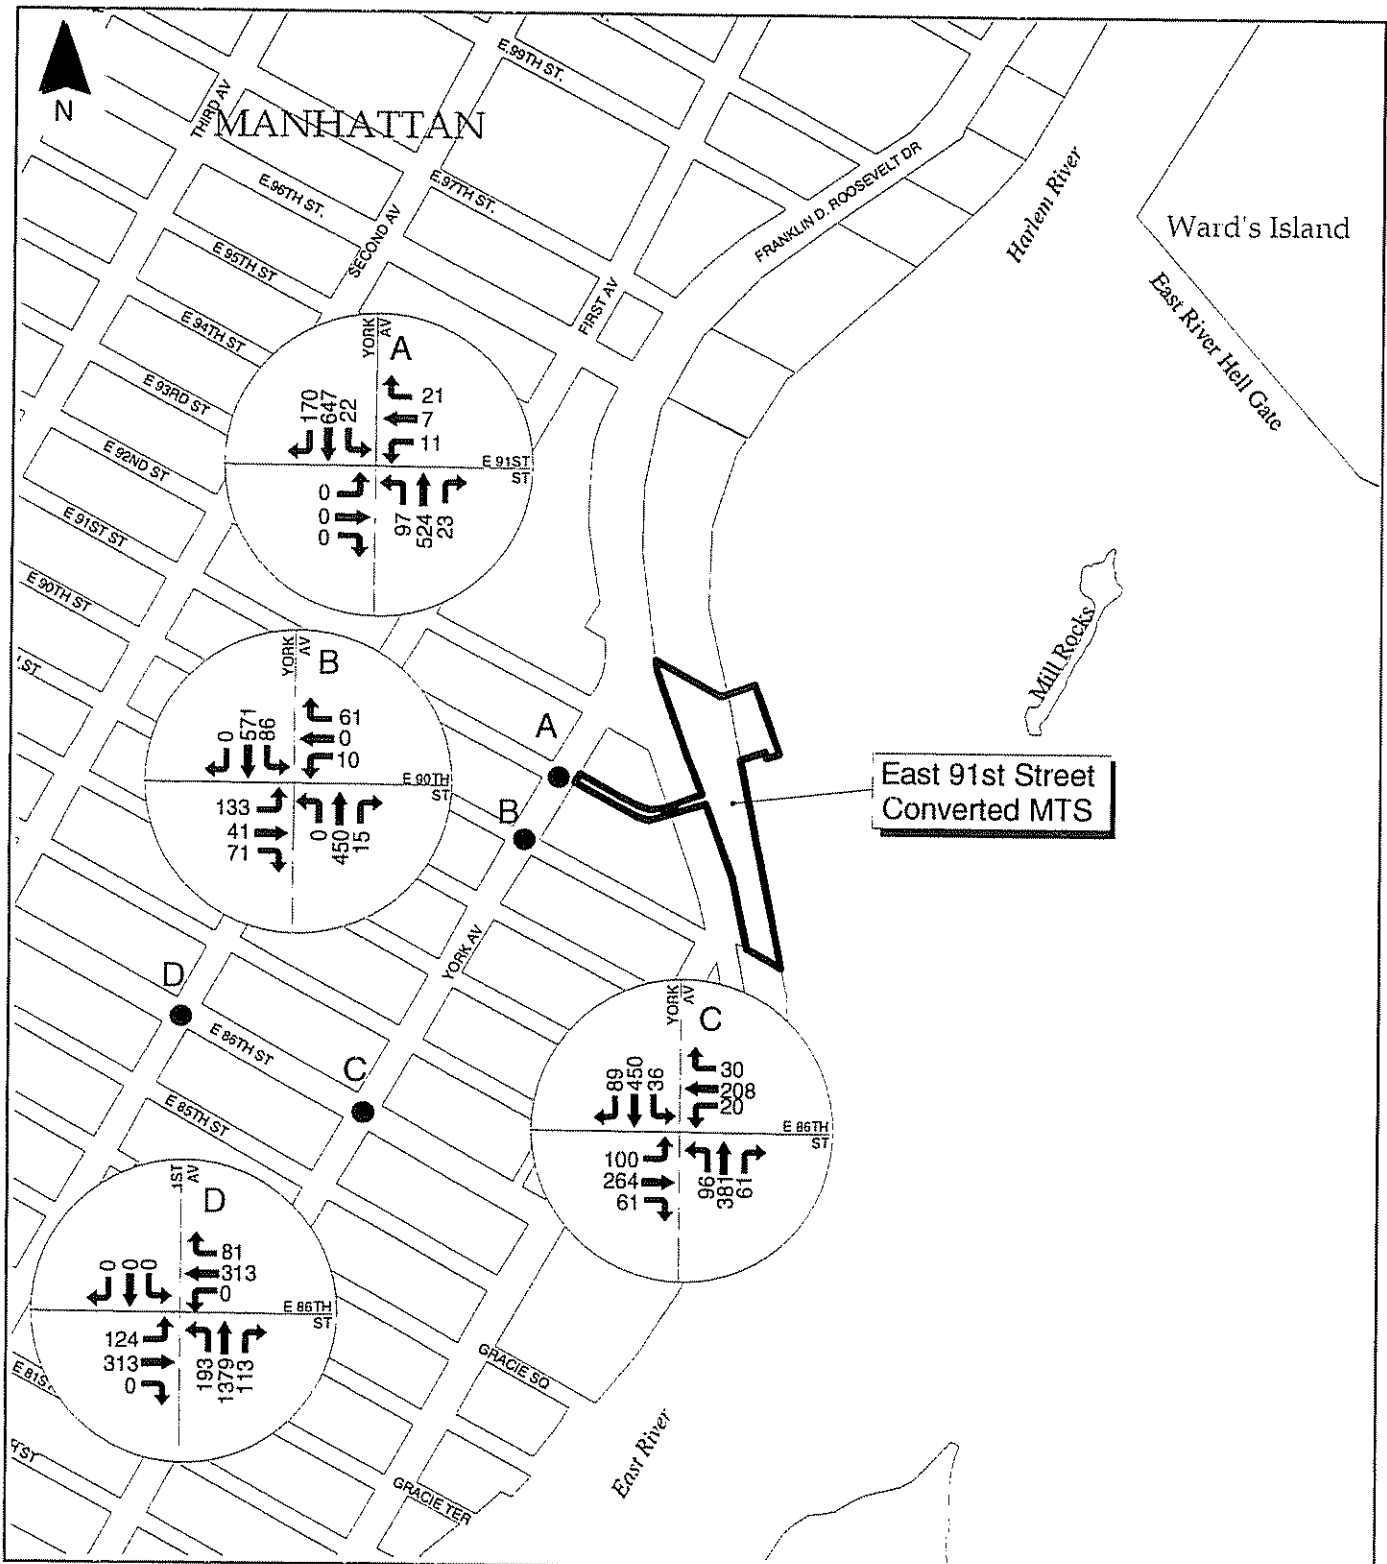 N
MANHATTAN
THIRD AV
E.99TH ST.
E.96TH ST.
E.97TH ST.
SECOND AV
E 95TH ST
E 94TH ST
E 93RD ST
E 92ND ST
E 91ST ST
E 90TH ST
FIRST AV
FRANKLIN D. ROOSEVELT DR
Harlem River
Ward's Island
East River Hell Gate
Mill Rocks
YORK
AV
A
170
647
22
21
7
11
E 91ST
ST
0
0
0
97
524
23
YORK
AV
B
0
571
86
61
0
10
E 90TH
ST
133
41
71
0
450
15
A
B
East 91st Street
Converted MTS
YORK AV
D
E 86TH ST
C
E 85TH ST
YORK
AV
C
89
450
36
30
208
20
E 86TH
ST
100
264
61
96
381
61
1ST
AV
D
0
0
0
81
313
0
E 86TH
ST
124
313
0
193
1379
113
GRACIE SQ
GRACIE TER
East River